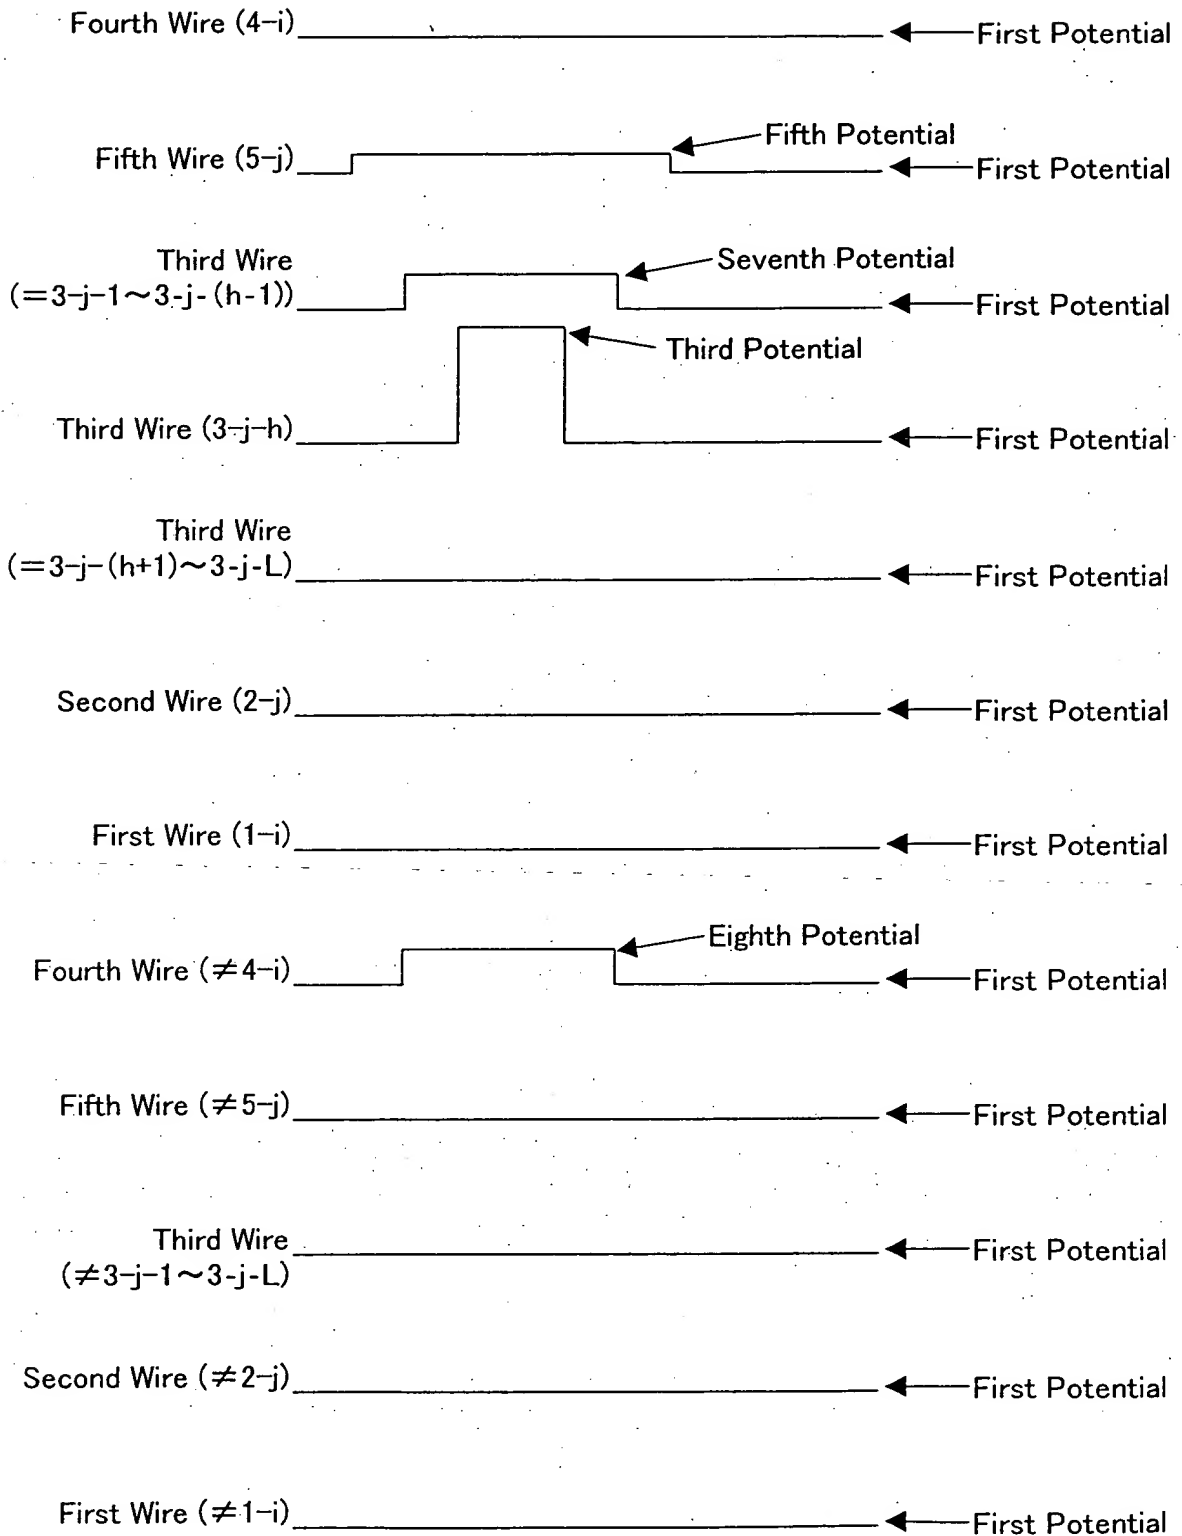 Fourth Wire (4-i)
First Potential
Fifth Potential
Fifth Wire (5-j)
First Potential
Third Wire
(=3-j-1~3-j-(h-1))
Seventh Potential
First Potential
Third Potential
Third Wire (3-j-h)
First Potential
Third Wire
(=3-j-(h+1)~3-j-L)
First Potential
Second Wire (2-j)
First Potential
First Wire (1-i)
First Potential
Eighth Potential
Fourth Wire (≠4-i)
First Potential
Fifth Wire (≠5-j)
First Potential
Third Wire
(≠3-j-1~3-j-L)
First Potential
Second Wire (≠2-j)
First Potential
First Wire (≠1-i)
First Potential